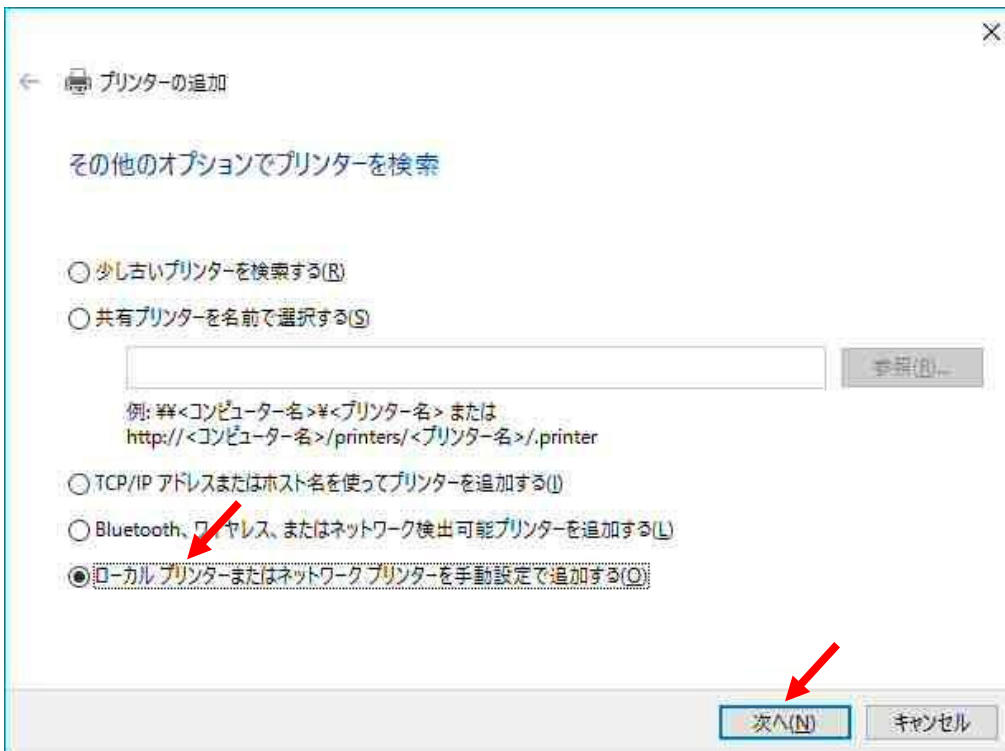 プリンターの追加
その他のオプションでプリンターを検索
少し古いプリンターを検索する(R)
共有プリンターを名前で選択する(S)
参照(R)...
例: ¥¥<コンピューター名>¥<プリンター名> または
http://<コンピューター名>/printers/<プリンター名>/.printer
TCP/IP アドレスまたはホスト名を使ってプリンターを追加する(I)
Bluetooth、ワイヤレス、またはネットワーク検出可能プリンターを追加する(L)
ローカル プリンターまたはネットワーク プリンターを手動設定で追加する(O)
次へ(N) キャンセル